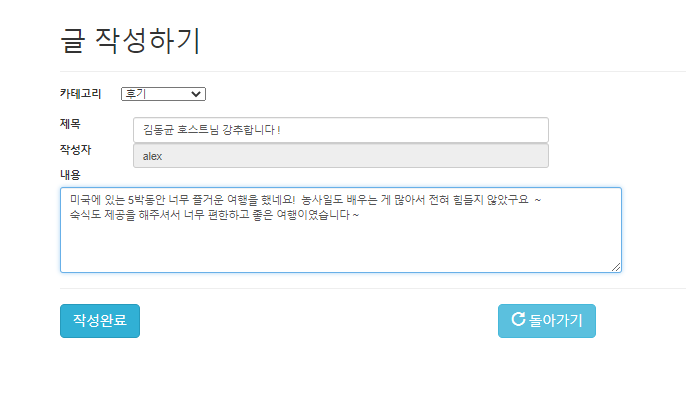 글 작성하기
카테고리 후기
제목 김동균 호스트님 강추합니다!
작성자 alex
내용
미국에 있는 5박동안 너무 즐거운 여행을 했네요! 농사일도 배우는 게 많아서 전혀 힘들지 않았구요 ~
숙식도 제공을 해주셔서 너무 편한하고 좋은 여행이였습니다 ~
작성완료 돌아가기